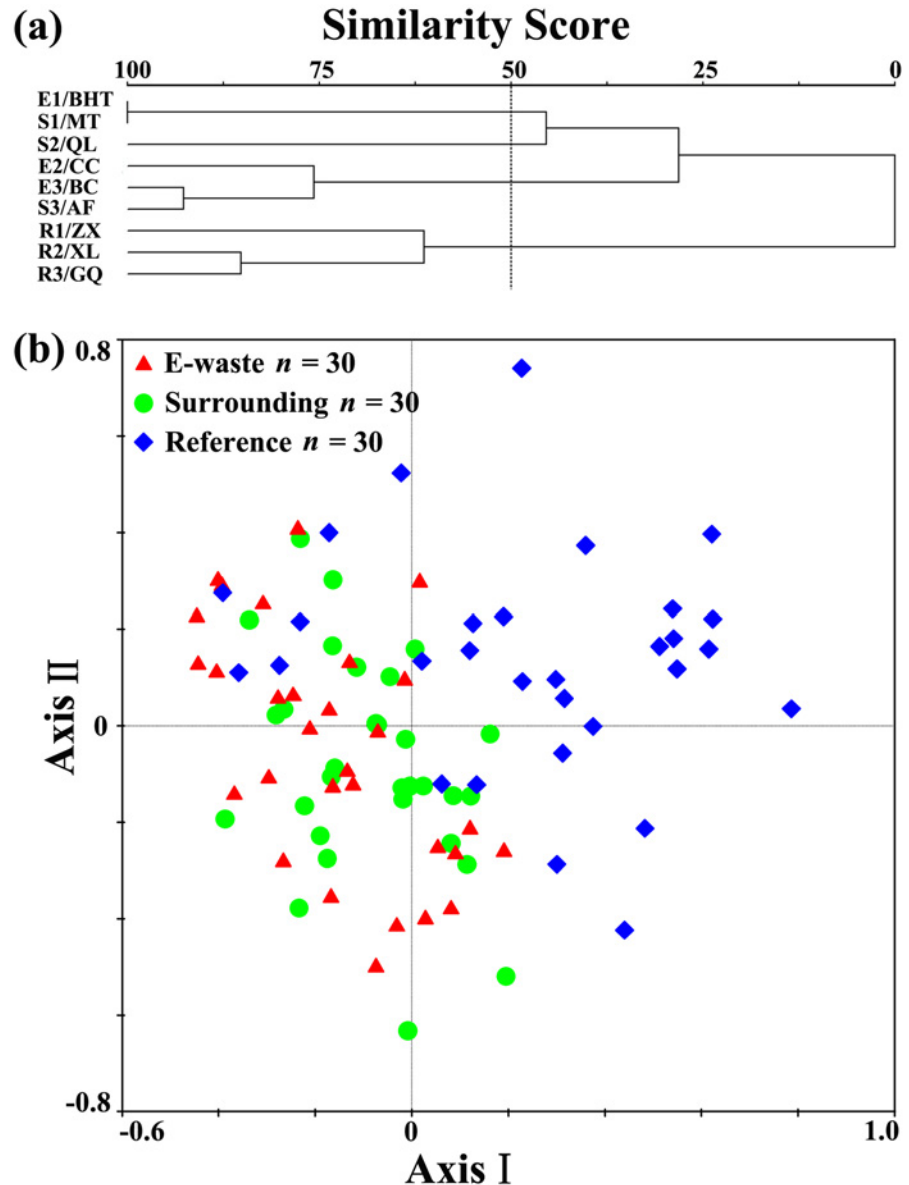 (a) Similarity Score
100 75 50 25 0
E1/BHT
S1/MT
S2/QL
E2/CC
E3/BC
S3/AF
R1/ZX
R2/XL
R3/GQ
(b) 0.8
E-waste n = 30
Surrounding n = 30
Reference n = 30
Axis II
0
-0.8
-0.6 0 1.0
Axis I